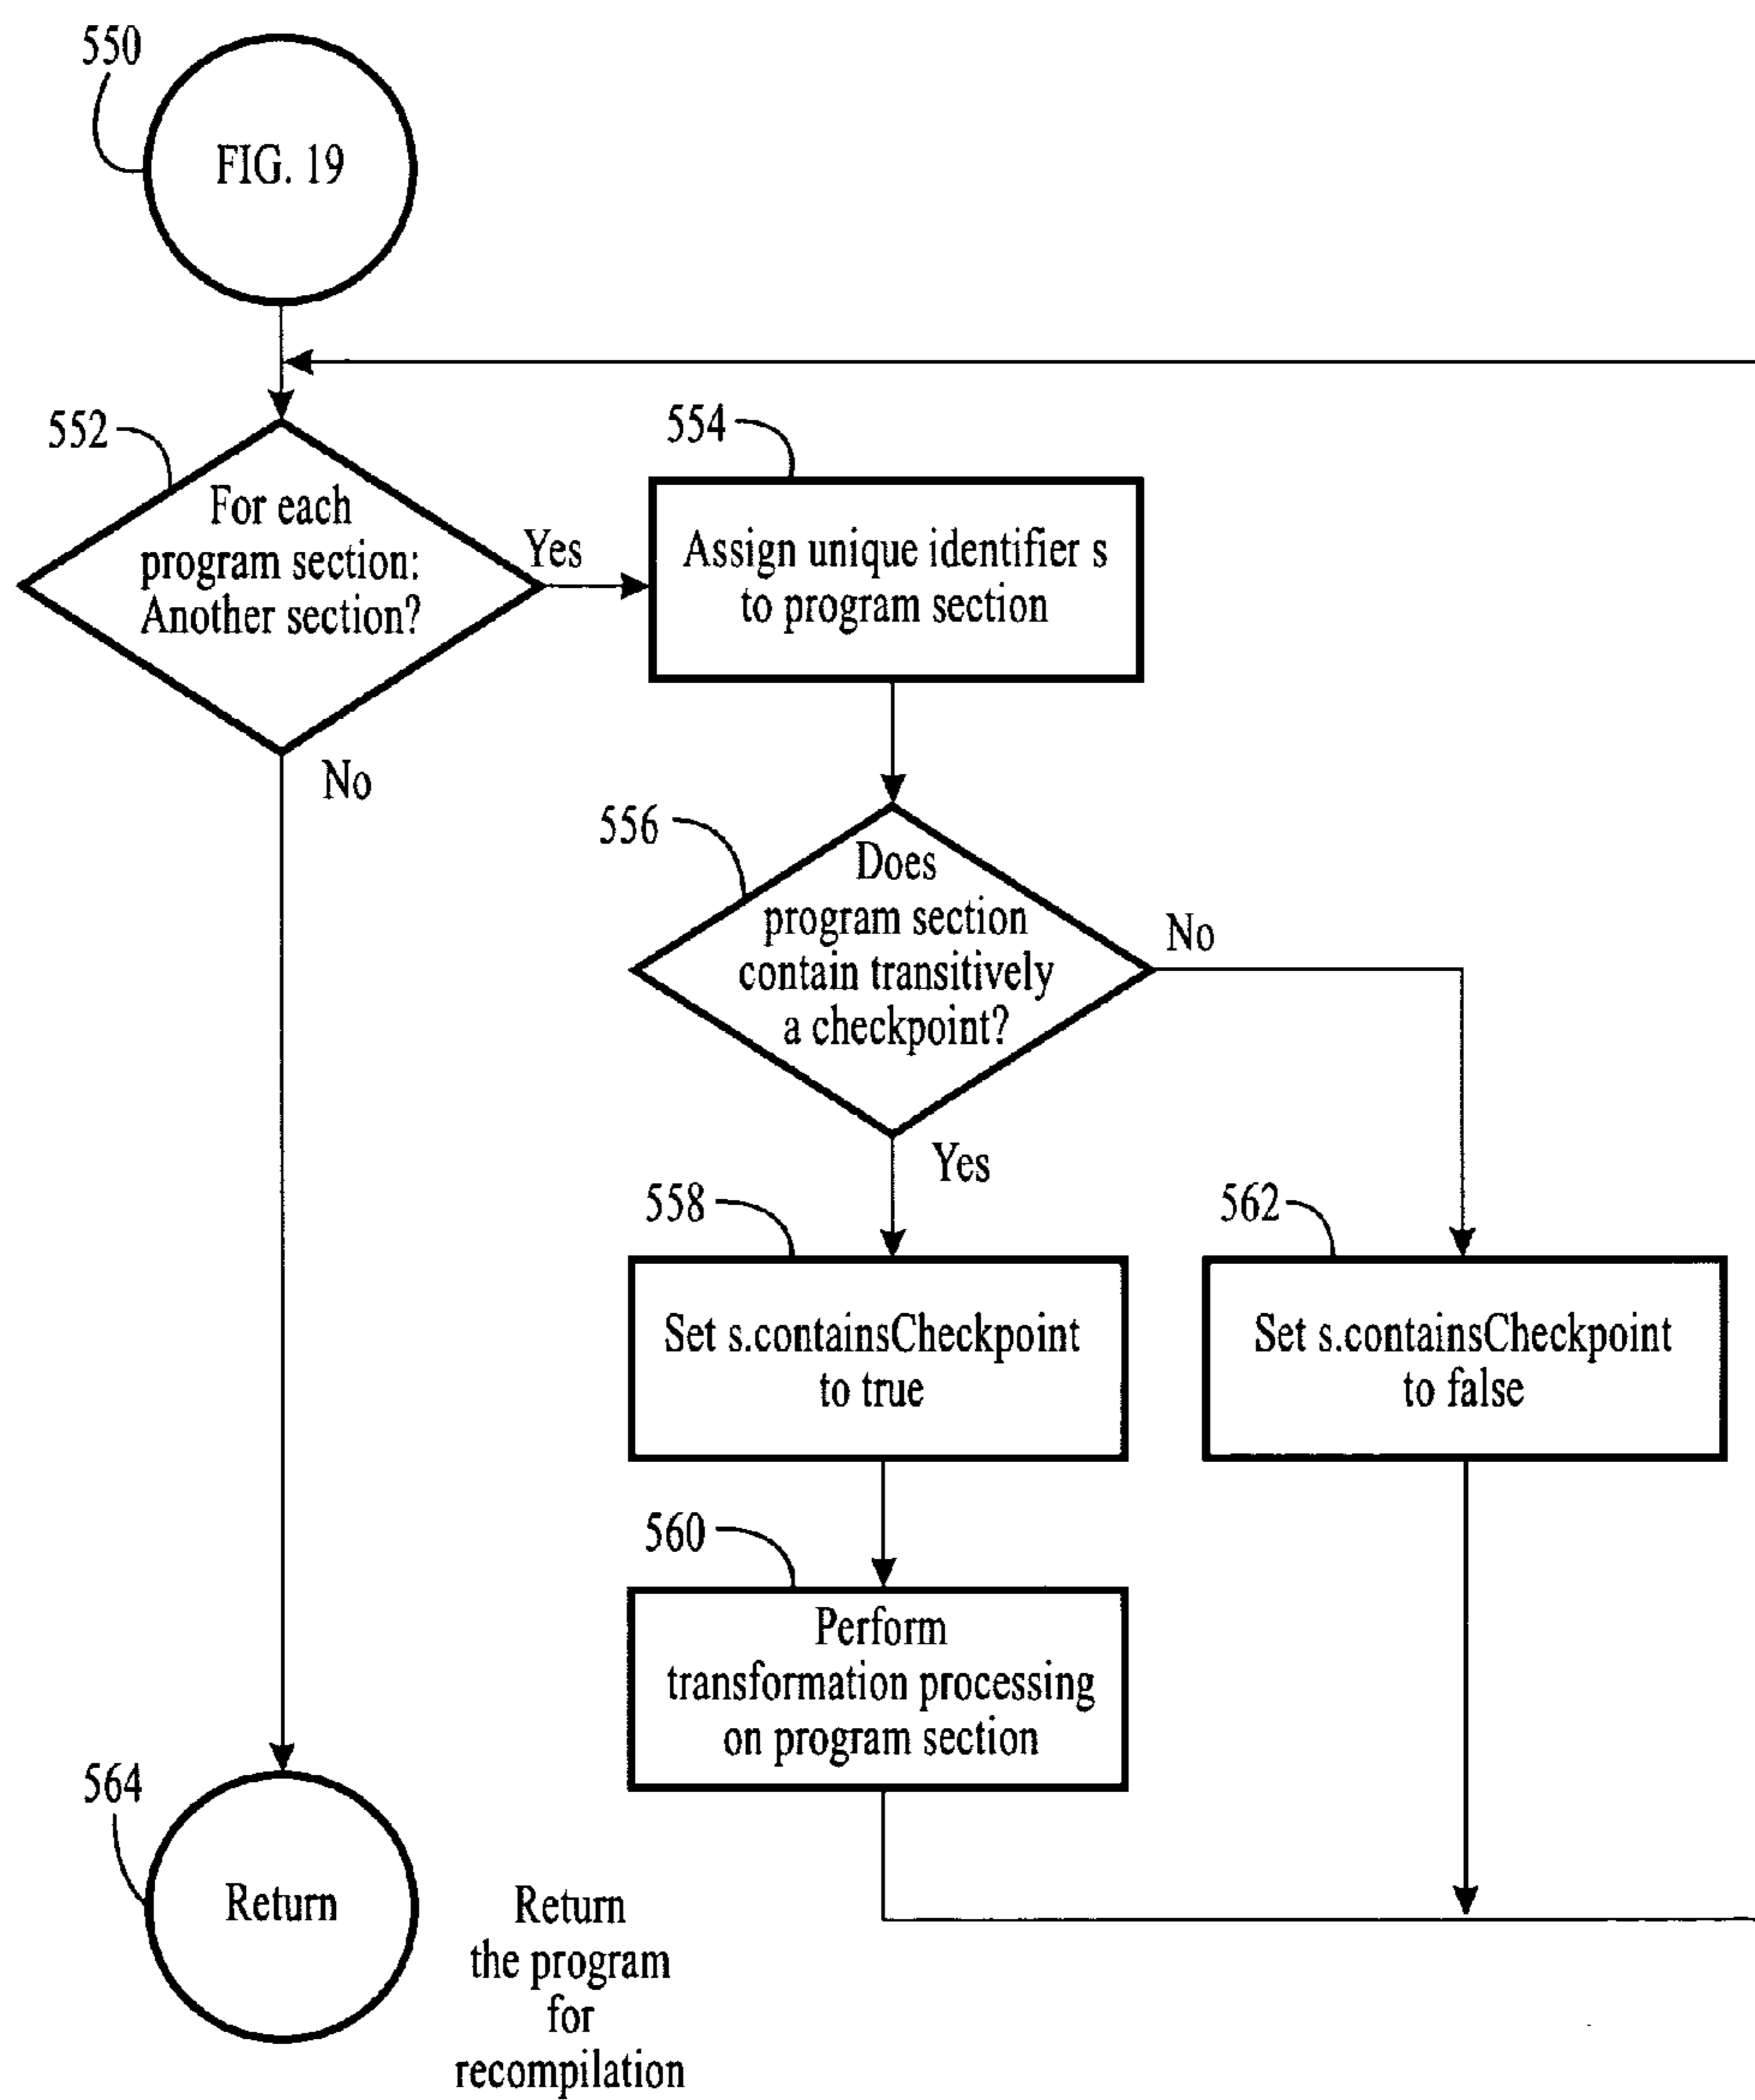 550
FIG. 19
552
For each
program section:
Another section?
Yes
No
554
Assign unique identifier s
to program section
556
Does
program section
contain transitively
a checkpoint?
No
Yes
558
Set s.containsCheckpoint
to true
562
Set s.containsCheckpoint
to false
560
Perform
transformation processing
on program section
564
Return
Return
the program
for
recompilation